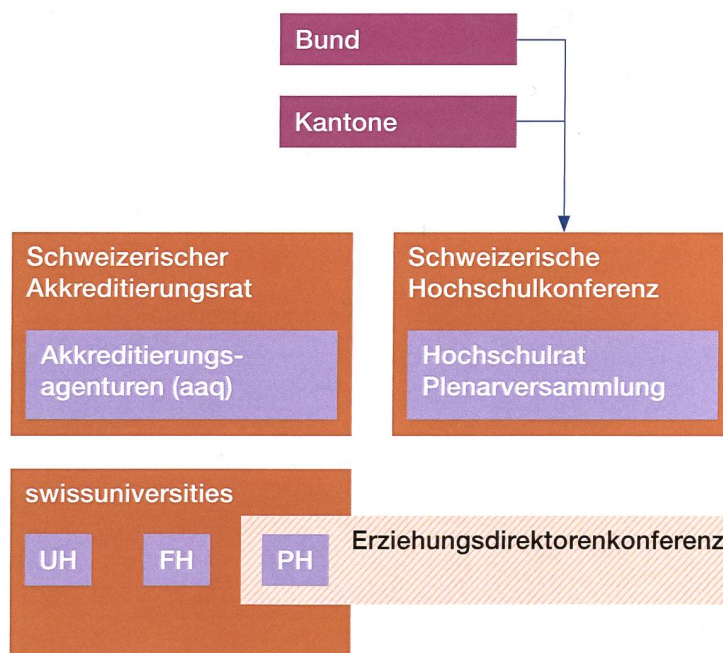 Bund
Kantone
Schweizerischer
Akkreditierungsrat
Akkreditierungs-
agenturen (aaq)
Schweizerische
Hochschulkonferenz
Hochschulrat
Plenarversammlung
swissuniversities
UH
FH
PH
Erziehungsdirektorenkonferenz